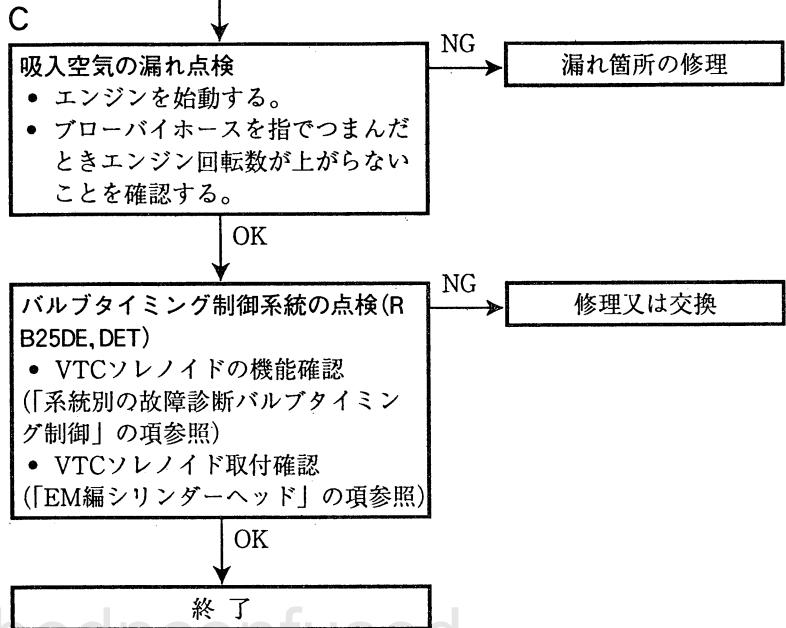 C
吸入空気の漏れ点検
• エンジンを始動する。
• ブローバイホースを指でつまんだ
ときエンジン回転数が上がらない
ことを確認する。
NG
漏れ箇所の修理
OK
バルブタイミング制御系統の点検(R
B25DE, DET)
• VTCソレノイドの機能確認
(「系統別の故障診断バルブタイミン
グ制御」の項参照)
• VTCソレノイド取付確認
(「EM編シリンダーヘッド」の項参照)
NG
修理又は交換
OK
終 了